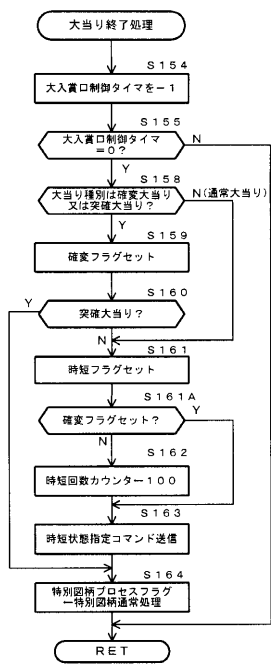 大当り終了処理
S154
大入賞口制御タイマを-1
S155
大入賞口制御タイマ
=0?
N
Y
S158
大当り種別は確変大当り
又は突確大当り?
N(通常大当り)
Y
S159
確変フラグセット
S160
Y
突確大当り?
N
S161
時短フラグセット
S161A
確変フラグセット?
Y
N
S162
時短回数カウンター100
S163
時短状態指定コマンド送信
S164
特別図柄プロセスフラグ
←特別図柄通常処理
RET